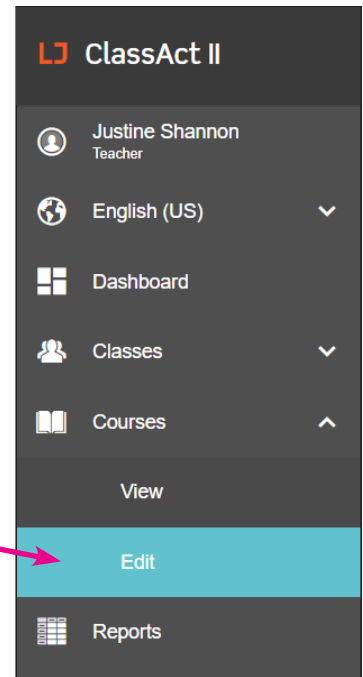 LJ ClassAct II
Justine Shannon
Teacher
English (US)
Dashboard
Classes
Courses
View
Edit
Reports